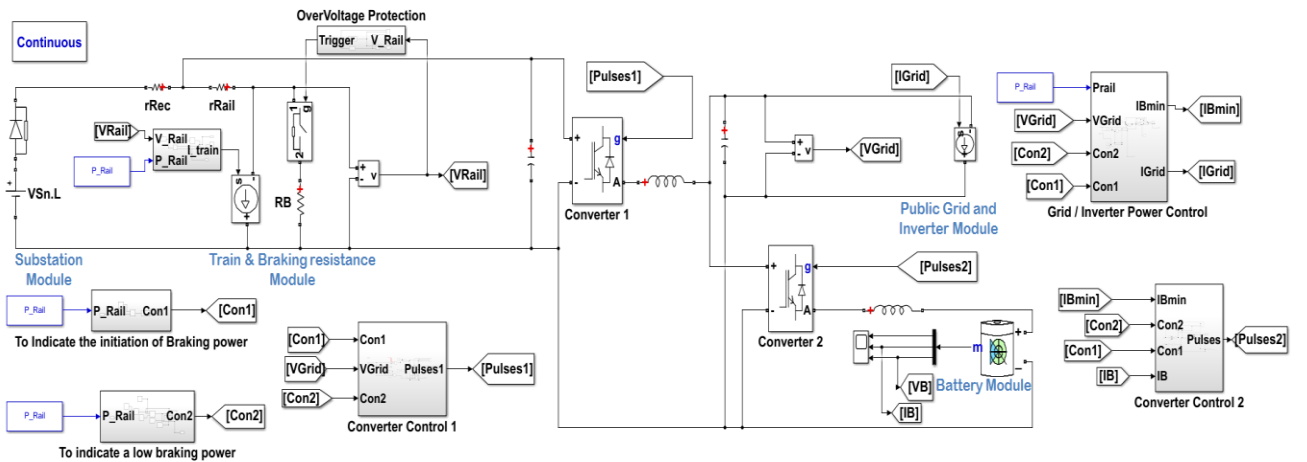 OverVoltage Protection
Continuous
Trigger V_Rail
[Pulses1]
[IGrid]
P_Rail
Prail
IBmin
[IBmin]
rRec
rRail
g
1
2
[VGrid]
VGrid
[VRail]
V_Rail
I_train
P_Rail
P_Rail
s
-
+
+
-
v
[VRail]
+
-
g
A
+
-
v
[VGrid]
s
-
+
[Con2]
Con2
[Con1]
Con1
IGrid
[IGrid]
VSn.L
RB
Converter 1
Public Grid and
Inverter Module
Grid / Inverter Power Control
Substation
Module
Train & Braking resistance
Module
+
-
g
A
[Pulses2]
P_Rail
P_Rail
Con1
[Con1]
To Indicate the initiation of Braking power
[Con1]
Con1
[VGrid]
VGrid
Pulses1
[Pulses1]
[Con2]
Con2
Converter Control 1
Converter 2
m
+
−
Battery Module
[VB]
[IB]
[IBmin]
IBmin
[Con2]
Con2
[Con1]
Con1
Pulses
[Pulses2]
[IB]
IB
Converter Control 2
P_Rail
P_Rail
Con2
[Con2]
To indicate a low braking power